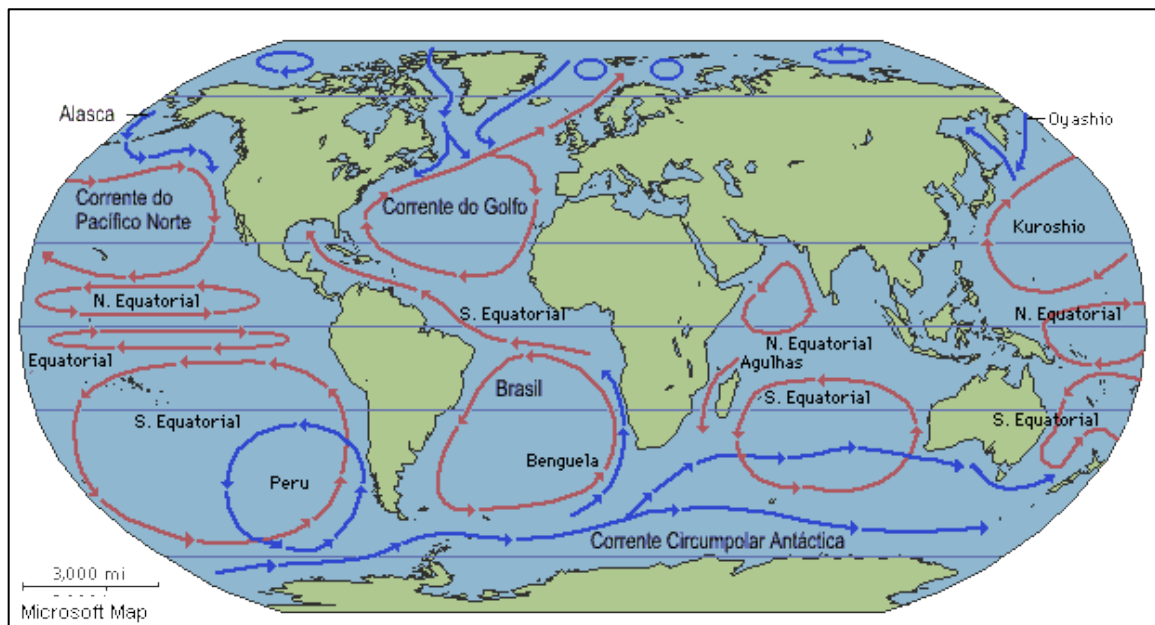 Alasca
Oyashio
Corrente do
Pacífico Norte
Corrente do Golfo
Kuroshio
N. Equatorial
S. Equatorial
N. Equatorial
N. Equatorial
Equatorial
Agulhas
Brasil
S. Equatorial
S. Equatorial
S. Equatorial
Benguela
Peru
Corrente Circumpolar Antáctica
3,000 mi
Microsoft Map